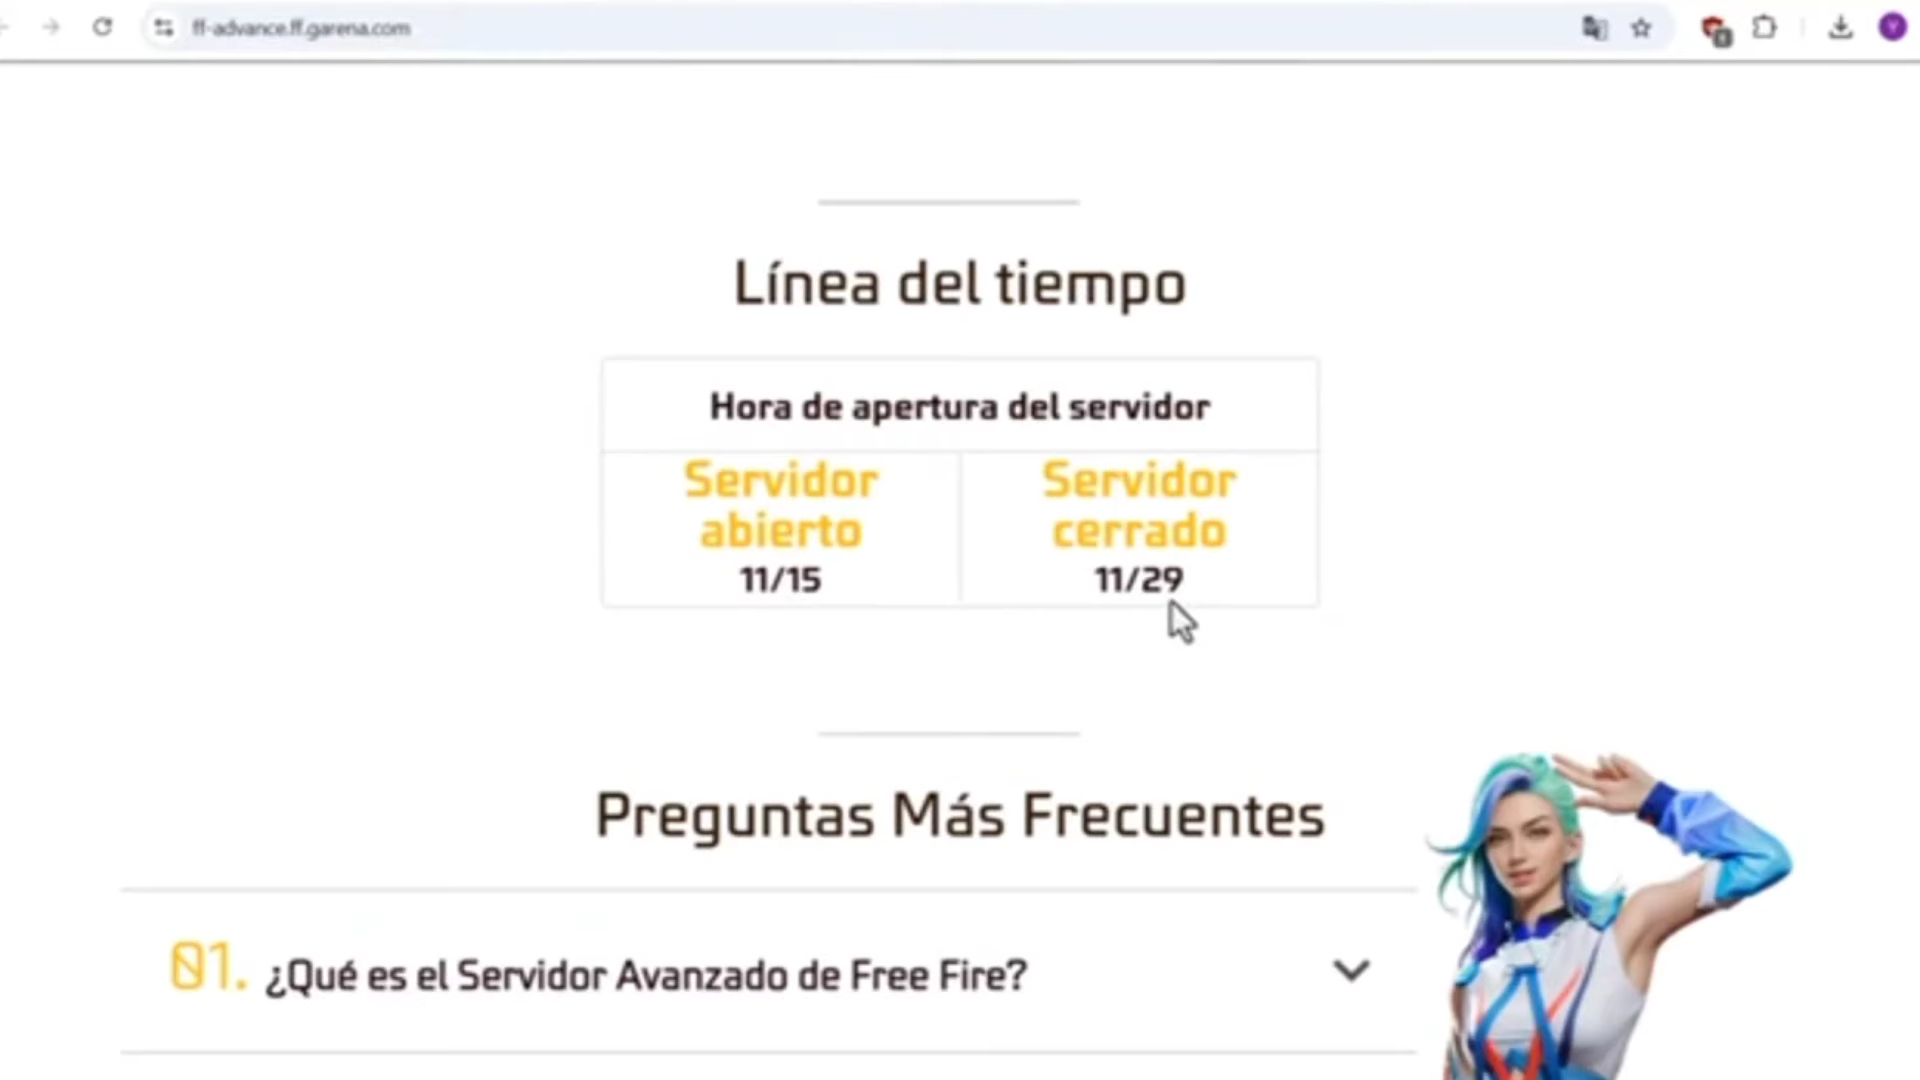 ff-advance.ff.garena.com
Línea del tiempo
Hora de apertura del servidor
Servidor
abierto
11/15
Servidor
cerrado
11/29
Preguntas Más Frecuentes
01. ¿Qué es el Servidor Avanzado de Free Fire?
Y